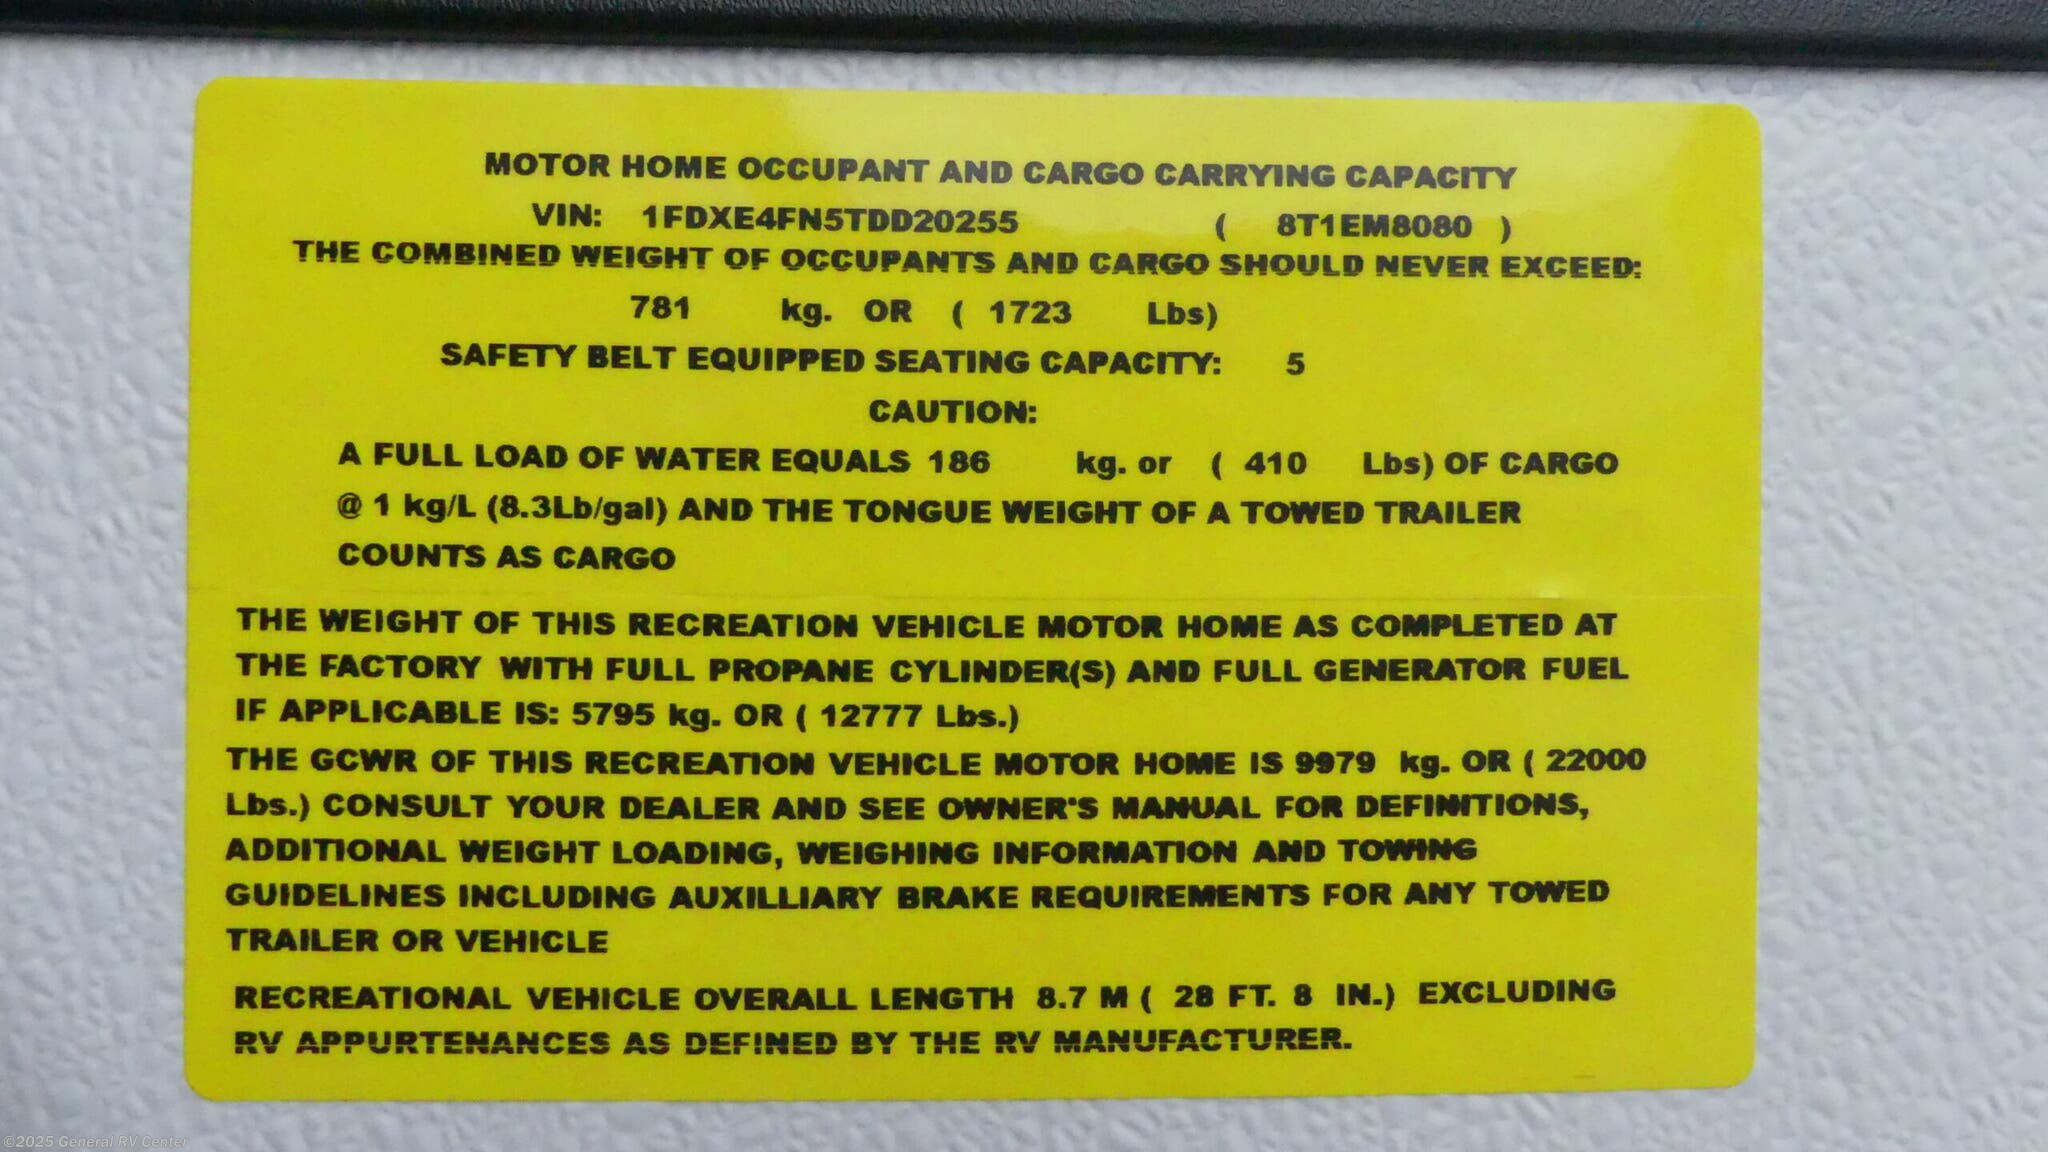 MOTOR HOME OCCUPANT AND CARGO CARRYING CAPACITY
VIN: 1FDXE4FN5TDD20255 ( 8T1EM8080 )
THE COMBINED WEIGHT OF OCCUPANTS AND CARGO SHOULD NEVER EXCEED:
781 kg. OR ( 1723 Lbs)
SAFETY BELT EQUIPPED SEATING CAPACITY: 5
CAUTION:
A FULL LOAD OF WATER EQUALS 186 kg. or ( 410 Lbs) OF CARGO
@ 1 kg/L (8.3Lb/gal) AND THE TONGUE WEIGHT OF A TOWED TRAILER
COUNTS AS CARGO
THE WEIGHT OF THIS RECREATION VEHICLE MOTOR HOME AS COMPLETED AT
THE FACTORY WITH FULL PROPANE CYLINDER(S) AND FULL GENERATOR FUEL
IF APPLICABLE IS: 5795 kg. OR ( 12777 Lbs.)
THE GCWR OF THIS RECREATION VEHICLE MOTOR HOME IS 9979 kg. OR ( 22000
Lbs.) CONSULT YOUR DEALER AND SEE OWNER'S MANUAL FOR DEFINITIONS,
ADDITIONAL WEIGHT LOADING, WEIGHING INFORMATION AND TOWING
GUIDELINES INCLUDING AUXILLIARY BRAKE REQUIREMENTS FOR ANY TOWED
TRAILER OR VEHICLE
RECREATIONAL VEHICLE OVERALL LENGTH 8.7 M ( 28 FT. 8 IN.) EXCLUDING
RV APPURTENANCES AS DEFINED BY THE RV MANUFACTURER.
©2025 General RV Center